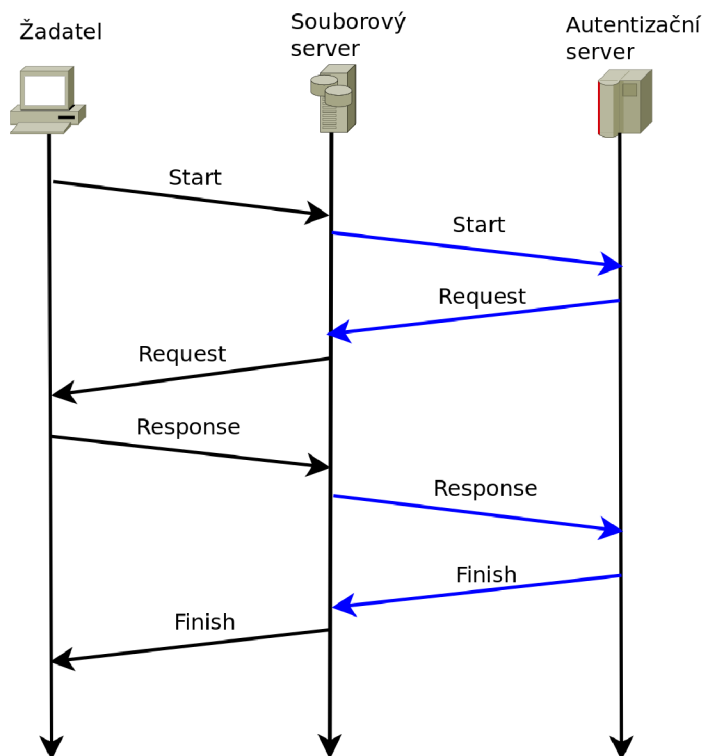 Žadatel
Souborový
server
Autentizační
server
Start
Start
Request
Request
Response
Response
Finish
Finish